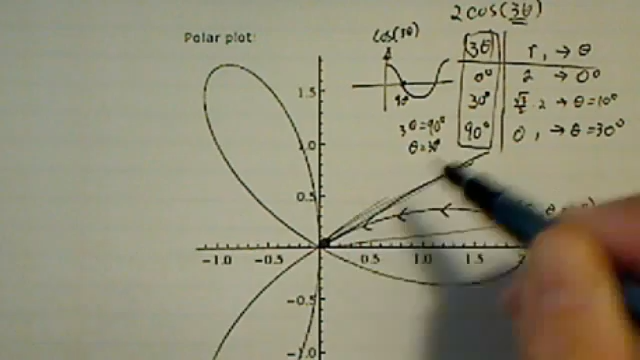 2cos(3θ)
Polar plot:
cos(3θ)
(3θ) r, → θ
0° 2 → 0°
30° √3/2 · 2 → θ=10°
90° 0, → θ=30°
90°
3θ=90°
θ=30°
1.5
1.0
0.5
-1.0 -0.5 0.5 1.0 1.5
-0.5
-1.0